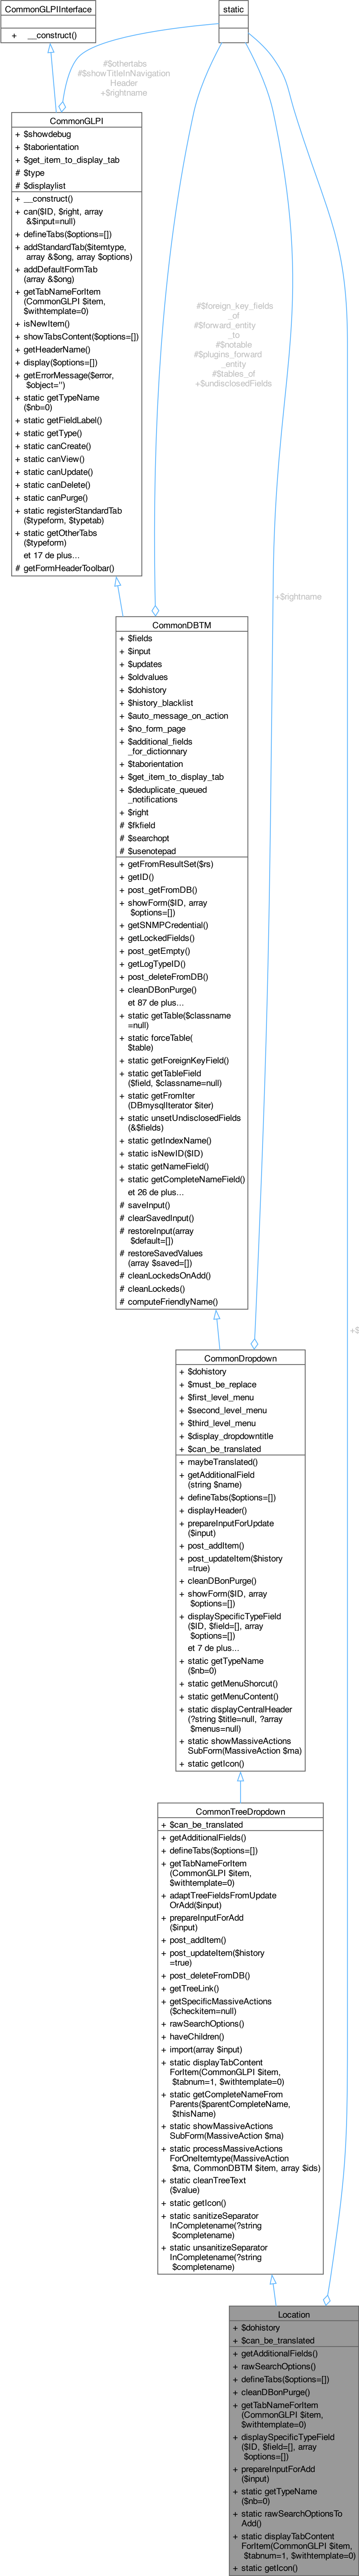 CommonGLPIInterface
+ __construct()
static
#$othertabs
#$showTitleInNavigation
Header
+$rightname
CommonGLPI
+ $showdebug
+ $taborientation
+ $get_item_to_display_tab
# $type
# $displaylist
+ __construct()
+ can($ID, $right, array
&$input=null)
+ defineTabs($options=[])
+ addStandardTab($itemtype,
array &$ong, array $options)
+ addDefaultFormTab
(array &$ong)
+ getTabNameForItem
(CommonGLPI $item,
$withtemplate=0)
+ isNewItem()
+ showTabsContent($options=[])
+ getHeaderName()
+ display($options=[])
+ getErrorMessage($error,
$object='')
+ static getTypeName
($nb=0)
+ static getFieldLabel()
+ static getType()
+ static canCreate()
+ static canView()
+ static canUpdate()
+ static canDelete()
+ static canPurge()
+ static registerStandardTab
($typeform, $typetab)
+ static getOtherTabs
($typeform)
et 17 de plus...
# getFormHeaderToolbar()
#$foreign_key_fields
_of
#$forward_entity
_to
#$notable
#$plugins_forward
_entity
#$tables_of
+$undisclosedFields
+$rightname
CommonDBTM
+ $fields
+ $input
+ $updates
+ $oldvalues
+ $dohistory
+ $history_blacklist
+ $auto_message_on_action
+ $no_form_page
+ $additional_fields
_for_dictionnary
+ $taborientation
+ $get_item_to_display_tab
+ $deduplicate_queued
_notifications
+ $right
# $fkfield
# $searchopt
# $usenotepad
+ getFromResultSet($rs)
+ getID()
+ post_getFromDB()
+ showForm($ID, array
$options=[])
+ getSNMPCredential()
+ getLockedFields()
+ post_getEmpty()
+ getLogTypeID()
+ post_deleteFromDB()
+ cleanDBonPurge()
et 87 de plus...
+ static getTable($classname
=null)
+ static forceTable(
$table)
+ static getForeignKeyField()
+ static getTableField
($field, $classname=null)
+ static getFromIter
(DBmysqlIterator $iter)
+ static unsetUndisclosedFields
(&$fields)
+ static getIndexName()
+ static isNewID($ID)
+ static getNameField()
+ static getCompleteNameField()
et 26 de plus...
# saveInput()
# clearSavedInput()
# restoreInput(array
$default=[])
# restoreSavedValues
(array $saved=[])
# cleanLockedsOnAdd()
# cleanLockeds()
# computeFriendlyName()
+$
CommonDropdown
+ $dohistory
+ $must_be_replace
+ $first_level_menu
+ $second_level_menu
+ $third_level_menu
+ $display_dropdowntitle
+ $can_be_translated
+ maybeTranslated()
+ getAdditionalField
(string $name)
+ defineTabs($options=[])
+ displayHeader()
+ prepareInputForUpdate
($input)
+ post_addItem()
+ post_updateItem($history
=true)
+ cleanDBonPurge()
+ showForm($ID, array
$options=[])
+ displaySpecificTypeField
($ID, $field=[], array
$options=[])
et 7 de plus...
+ static getTypeName
($nb=0)
+ static getMenuShorcut()
+ static getMenuContent()
+ static displayCentralHeader
(?string $title=null, ?array
$menus=null)
+ static showMassiveActions
SubForm(MassiveAction $ma)
+ static getIcon()
CommonTreeDropdown
+ $can_be_translated
+ getAdditionalFields()
+ defineTabs($options=[])
+ getTabNameForItem
(CommonGLPI $item,
$withtemplate=0)
+ adaptTreeFieldsFromUpdate
OrAdd($input)
+ prepareInputForAdd
($input)
+ post_addItem()
+ post_updateItem($history
=true)
+ post_deleteFromDB()
+ getTreeLink()
+ getSpecificMassiveActions
($checkitem=null)
+ rawSearchOptions()
+ haveChildren()
+ import(array $input)
+ static displayTabContent
ForItem(CommonGLPI $item,
$tabnum=1, $withtemplate=0)
+ static getCompleteNameFrom
Parents($parentCompleteName,
$thisName)
+ static showMassiveActions
SubForm(MassiveAction $ma)
+ static processMassiveActions
ForOneItemtype(MassiveAction
$ma, CommonDBTM $item, array $ids)
+ static cleanTreeText
($value)
+ static getIcon()
+ static sanitizeSeparator
InCompletename(?string
$completename)
+ static unsanitizeSeparator
InCompletename(?string
$completename)
Location
+ $dohistory
+ $can_be_translated
+ getAdditionalFields()
+ rawSearchOptions()
+ defineTabs($options=[])
+ cleanDBonPurge()
+ getTabNameForItem
(CommonGLPI $item,
$withtemplate=0)
+ displaySpecificTypeField
($ID, $field=[], array
$options=[])
+ prepareInputForAdd
($input)
+ static getTypeName
($nb=0)
+ static rawSearchOptionsTo
Add()
+ static displayTabContent
ForItem(CommonGLPI $item,
$tabnum=1, $withtemplate=0)
+ static getIcon()